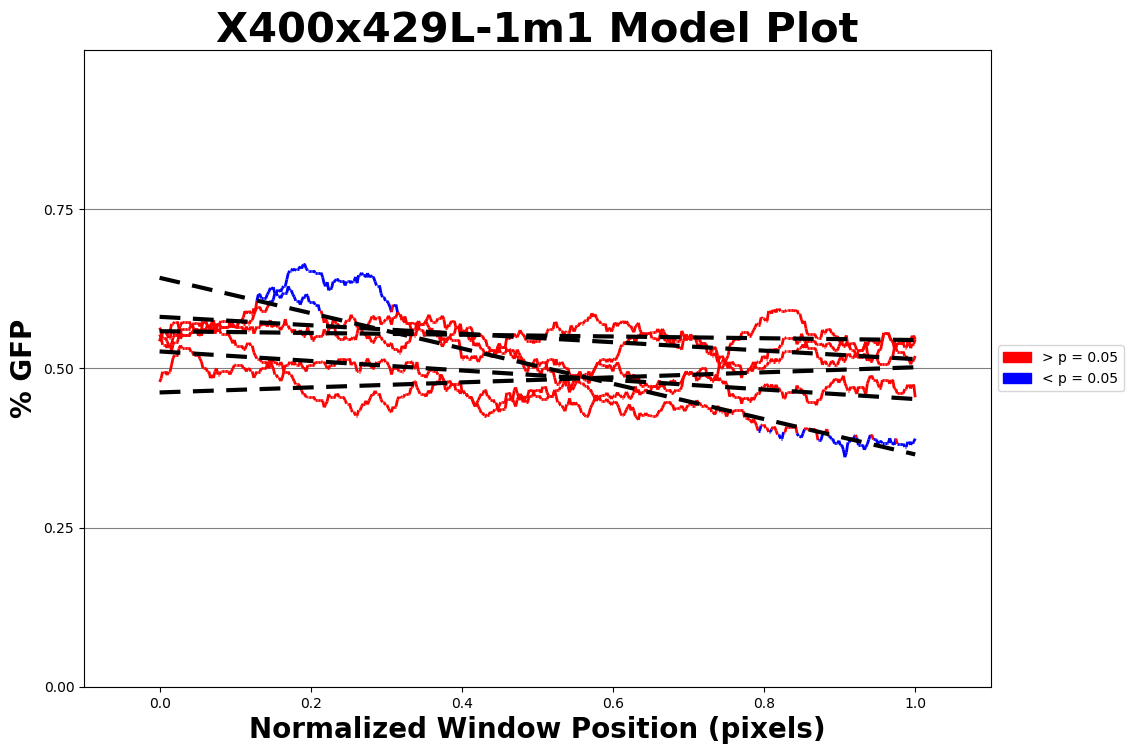 X400x429L-1m1 Model Plot
% GFP
0.75
0.50
0.25
0.00
0.0 0.2 0.4 0.6 0.8 1.0
Normalized Window Position (pixels)
> p = 0.05
< p = 0.05